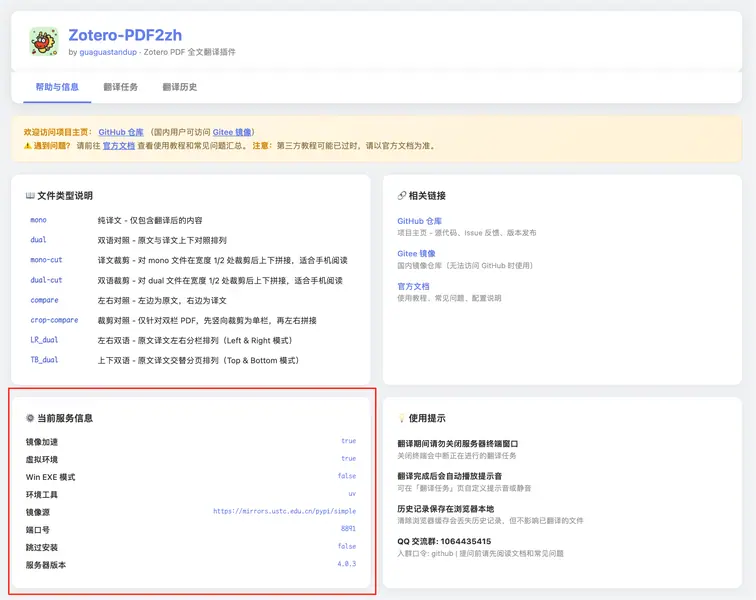 Zotero-PDF2zh
by guaguastandup · Zotero PDF 全文翻译插件
帮助与信息 翻译任务 翻译历史
欢迎访问项目主页： GitHub 仓库 （国内用户可访问 Gitee 镜像）
⚠️ 遇到问题？ 请前往 官方文档 查看使用教程和常见问题汇总。 注意： 第三方教程可能已过时，请以官方文档为准。
📖 文件类型说明
mono 纯译文 - 仅包含翻译后的内容
dual 双语对照 - 原文与译文上下对照排列
mono-cut 译文裁剪 - 对 mono 文件在宽度 1/2 处裁剪后上下拼接，适合手机阅读
dual-cut 双语裁剪 - 对 dual 文件在宽度 1/2 处裁剪后上下拼接，适合手机阅读
compare 左右对照 - 左边为原文，右边为译文
crop-compare 裁剪对照 - 仅针对双栏 PDF，先竖向裁剪为单栏，再左右拼接
LR_dual 左右双语 - 原文译文左右分栏排列（Left & Right 模式）
TB_dual 上下双语 - 原文译文交替分页排列（Top & Bottom 模式）
🔗 相关链接
GitHub 仓库
项目主页 - 源代码、Issue 反馈、版本发布
Gitee 镜像
国内镜像仓库（无法访问 GitHub 时使用）
官方文档
使用教程、常见问题、配置说明
⚙️ 当前服务信息
镜像加速 true
虚拟环境 true
Win EXE 模式 false
环境工具 uv
镜像源 https://mirrors.ustc.edu.cn/pypi/simple
端口号 8891
跳过安装 false
服务器版本 4.0.3
💡 使用提示
翻译期间请勿关闭服务器终端窗口
关闭终端会中断正在进行的翻译任务
翻译完成后会自动播放提示音
可在「翻译任务」页自定义提示音或静音
历史记录保存在浏览器本地
清除浏览器缓存会丢失历史记录，但不影响已翻译的文件
QQ 交流群: 1064435415
入群口令: github | 提问前请先阅读文档和常见问题